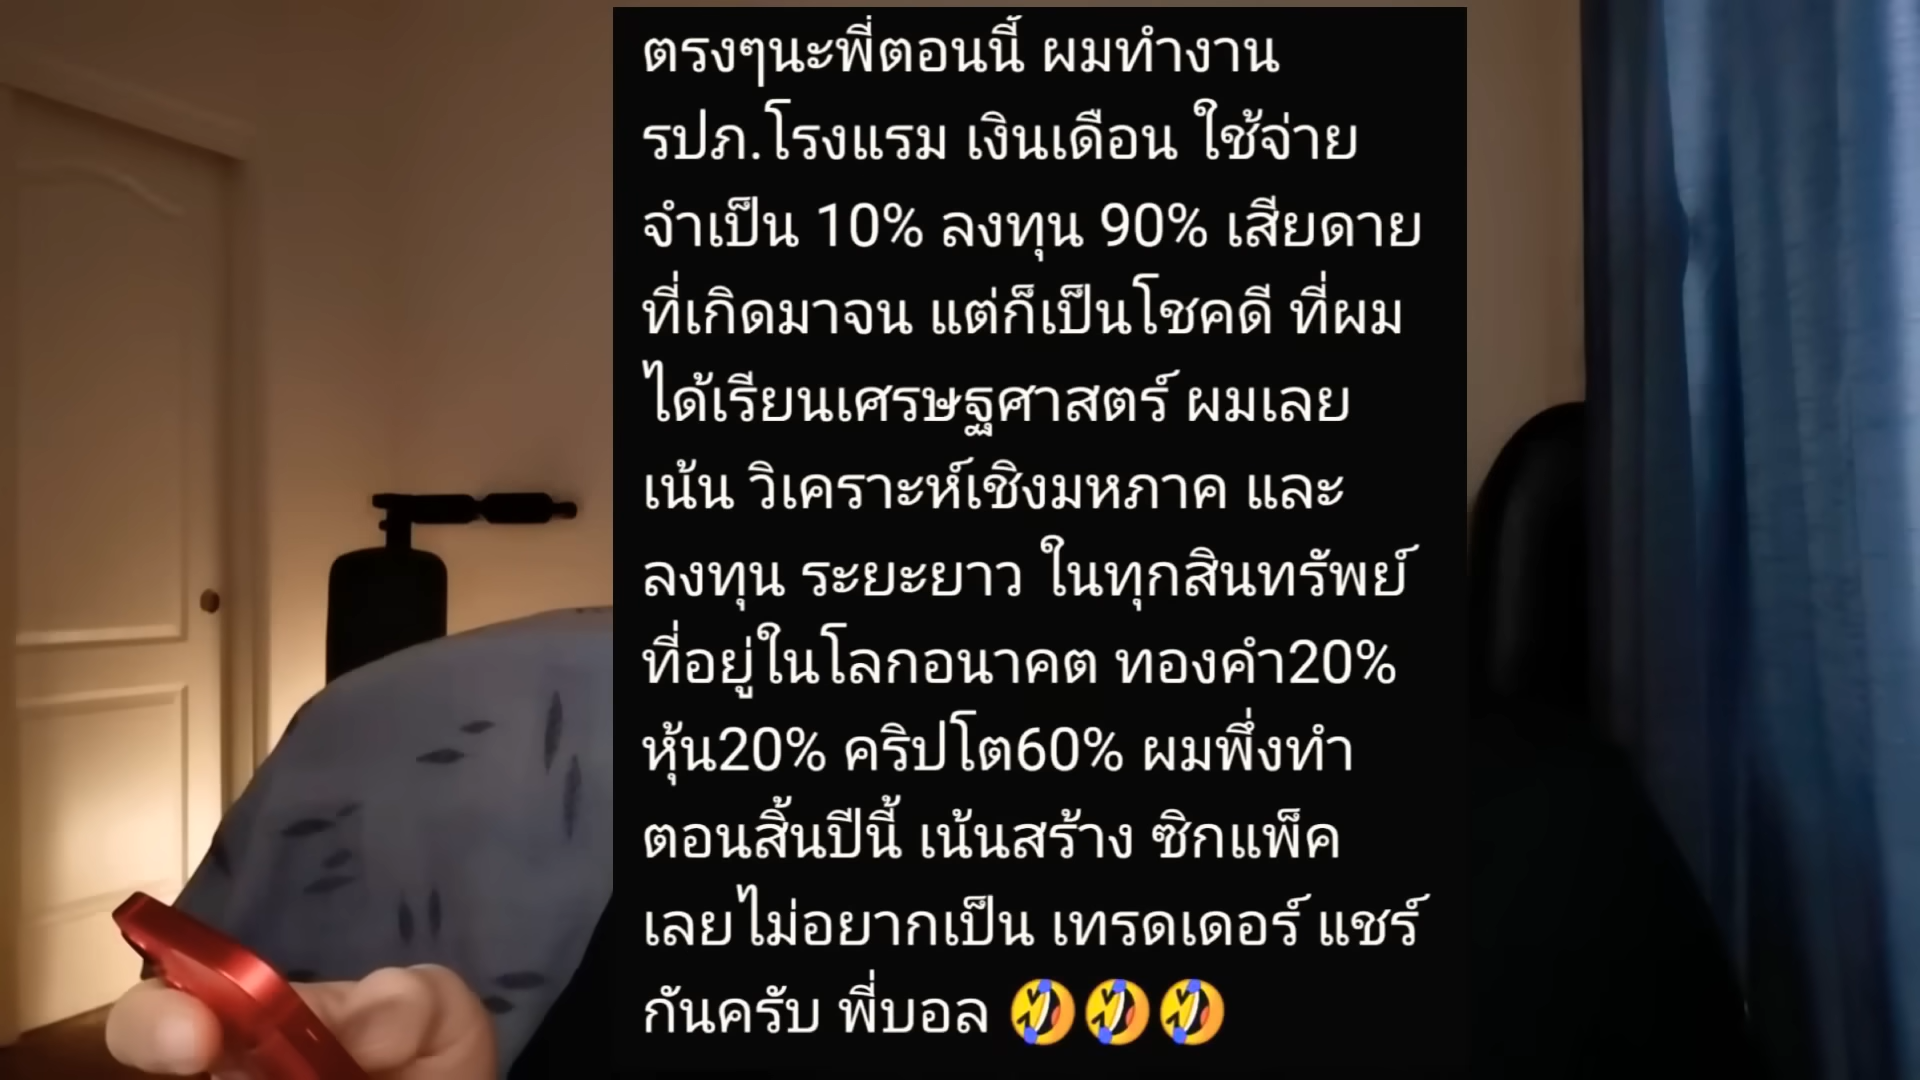 ตรงๆนะพี่ตอนนี้ ผมทำงาน
รปภ.โรงแรม เงินเดือน ใช้จ่าย
จำเป็น 10% ลงทุน 90% เสียดาย
ที่เกิดมาจน แต่ก็เป็นโชคดี ที่ผม
ได้เรียนเศรษฐศาสตร์ ผมเลย
เน้น วิเคราะห์เชิงมหภาค และ
ลงทุน ระยะยาว ในทุกสินทรัพย์
ที่อยู่ในโลกอนาคต ทองคำ20%
หุ้น20% คริปโต60% ผมพึ่งทำ
ตอนสิ้นปีนี้ เน้นสร้าง ซิกแพ็ค
เลยไม่อยากเป็น เทรดเดอร์ แชร์
กันครับ พี่บอล 🤣🤣🤣